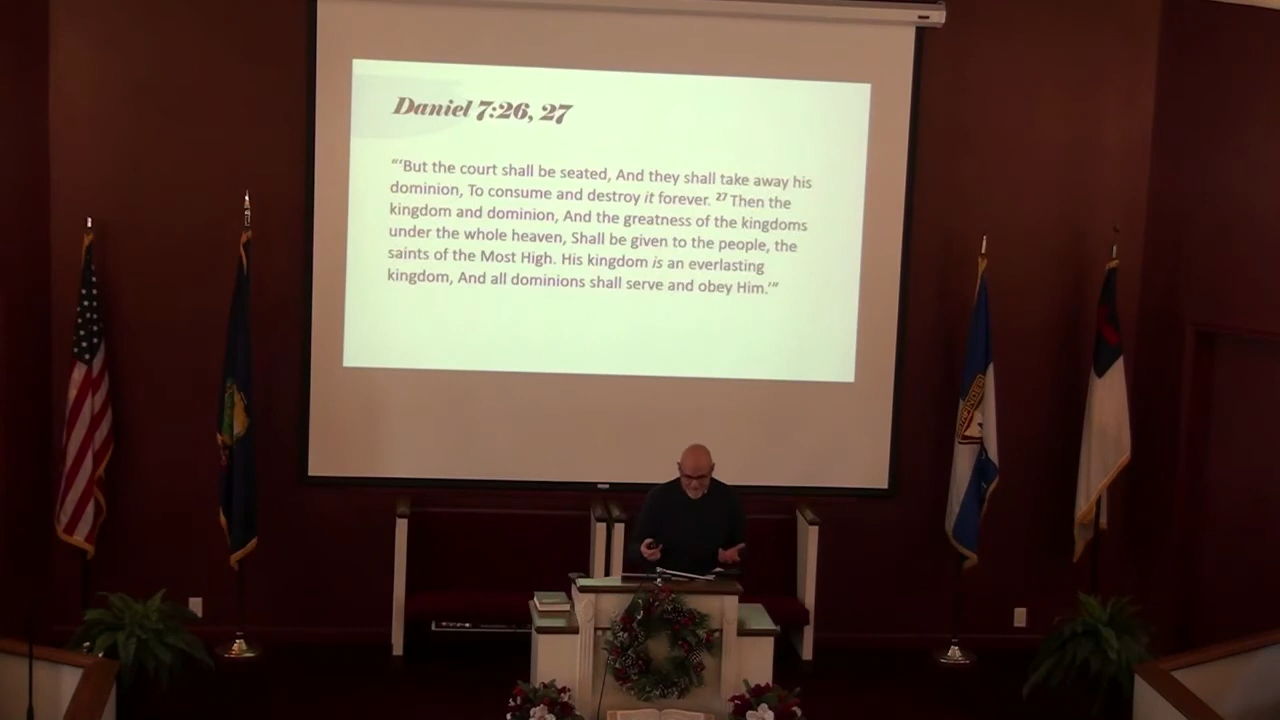 Daniel 7:26, 27
“‘But the court shall be seated, And they shall take away his
dominion, To consume and destroy it forever. 27 Then the
kingdom and dominion, And the greatness of the kingdoms
under the whole heaven, Shall be given to the people, the
saints of the Most High. His kingdom is an everlasting
kingdom, And all dominions shall serve and obey Him.’”